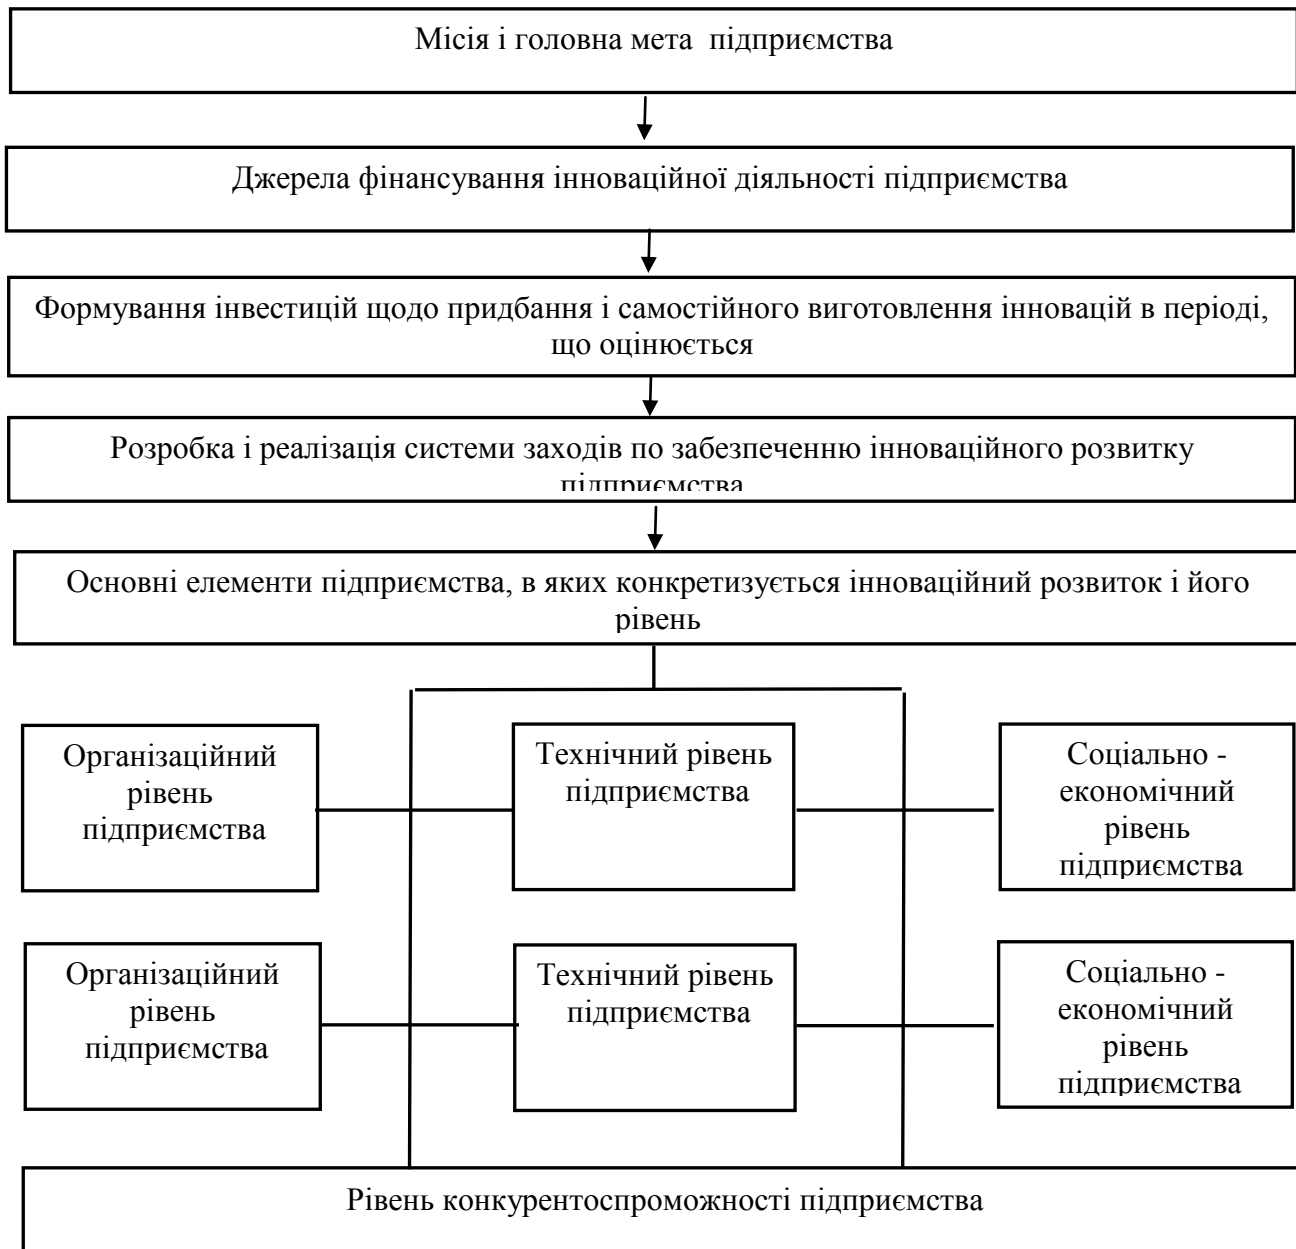 Місія і головна мета підприємства
Джерела фінансування інноваційної діяльності підприємства
Формування інвестицій щодо придбання і самостійного виготовлення інновацій в періоді,
що оцінюється
Розробка і реалізація системи заходів по забезпеченню інноваційного розвитку
підприємства
Основні елементи підприємства, в яких конкретизується інноваційний розвиток і його
рівень
Організаційний
рівень
підприємства
Технічний рівень
підприємства
Соціально -
економічний
рівень
підприємства
Організаційний
рівень
підприємства
Технічний рівень
підприємства
Соціально -
економічний
рівень
підприємства
Рівень конкурентоспроможності підприємства